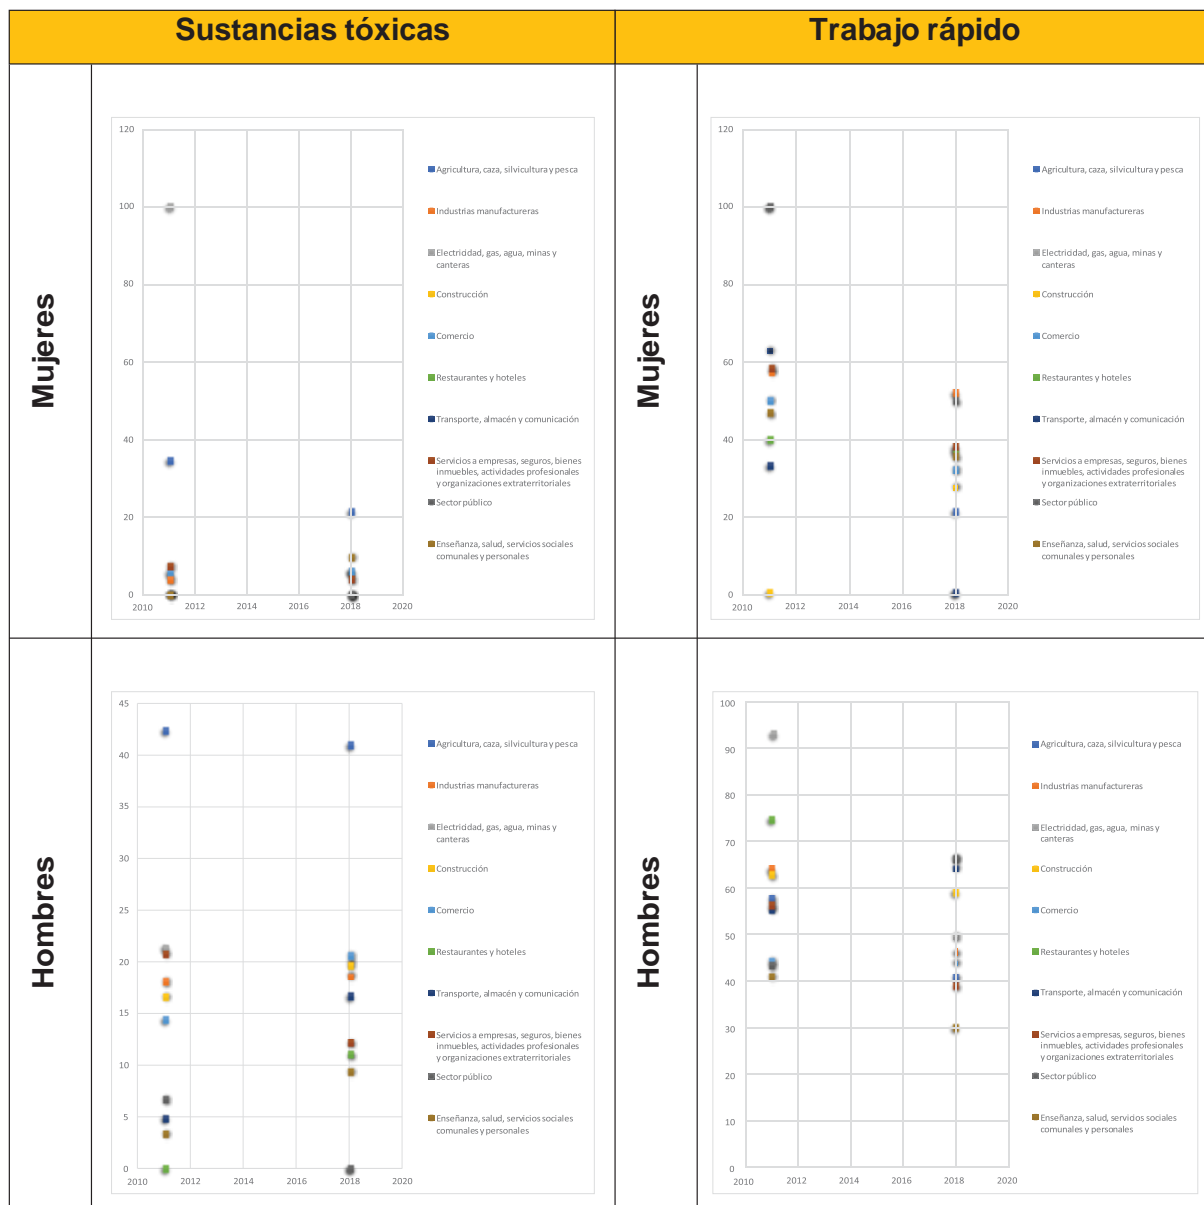 Sustancias tóxicas
Trabajo rápido
Mujeres
120
100
80
60
40
20
0
2010
2012
2014
2016
2018
2020
Agricultura, caza, silvicultura y pesca
Industrias manufactureras
Electricidad, gas, agua, minas y
canteras
Construcción
Comercio
Restaurantes y hoteles
Transporte, almacén y comunicación
Servicios a empresas, seguros, bienes
inmuebles, actividades profesionales
y organizaciones extraterritoriales
Sector público
Enseñanza, salud, servicios sociales
comunales y personales
Mujeres
120
100
80
60
40
20
0
2010
2012
2014
2016
2018
2020
Agricultura, caza, silvicultura y pesca
Industrias manufactureras
Electricidad, gas, agua, minas y
canteras
Construcción
Comercio
Restaurantes y hoteles
Transporte, almacén y comunicación
Servicios a empresas, seguros, bienes
inmuebles, actividades profesionales
y organizaciones extraterritoriales
Sector público
Enseñanza, salud, servicios sociales
comunales y personales
Hombres
45
40
35
30
25
20
15
10
5
0
2010
2012
2014
2016
2018
2020
Agricultura, caza, silvicultura y pesca
Industrias manufactureras
Electricidad, gas, agua, minas y
canteras
Construcción
Comercio
Restaurantes y hoteles
Transporte, almacén y comunicación
Servicios a empresas, seguros, bienes
inmuebles, actividades profesionales
y organizaciones extraterritoriales
Sector público
Enseñanza, salud, servicios sociales
comunales y personales
Hombres
100
90
80
70
60
50
40
30
20
10
0
2010
2012
2014
2016
2018
2020
Agricultura, caza, silvicultura y pesca
Industrias manufactureras
Electricidad, gas, agua, minas y
canteras
Construcción
Comercio
Restaurantes y hoteles
Transporte, almacén y comunicación
Servicios a empresas, seguros, bienes
inmuebles, actividades profesionales
y organizaciones extraterritoriales
Sector público
Enseñanza, salud, servicios sociales
comunales y personales